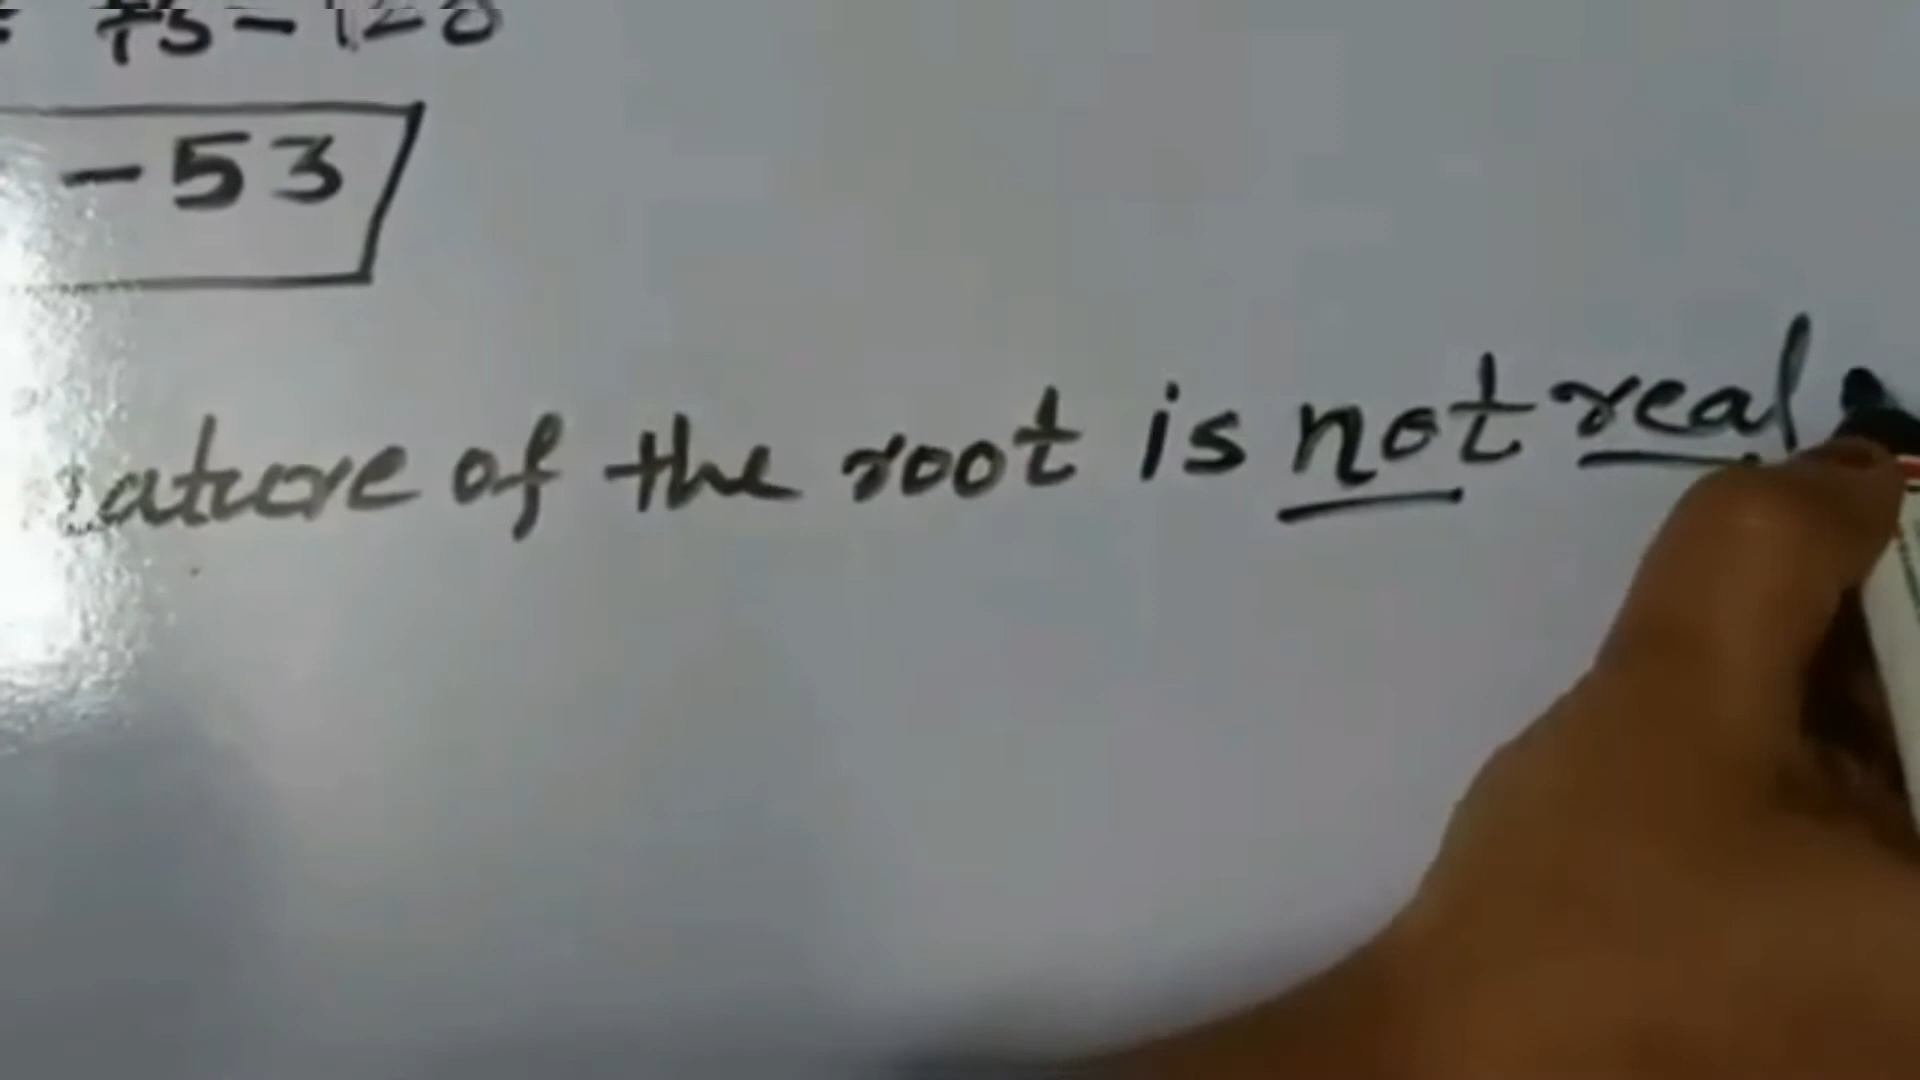 -53
ature of the root is not real